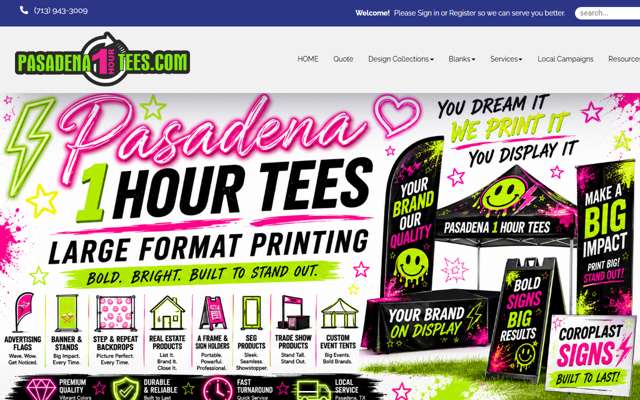 (713) 943-3009
Welcome! Please Sign in or Register so we can serve you better.
search...
PASADENA 1 HOUR TEES.COM
HOME Quote Design Collections Blanks Services Local Campaigns Resources
Pasadena
1 HOUR TEES
LARGE FORMAT PRINTING
BOLD. BRIGHT. BUILT TO STAND OUT.
ADVERTISING FLAGS
Wave. Wow. Get Noticed.
BANNER & STANDS
Big Impact. Every Time.
STEP & REPEAT BACKDROPS
Picture Perfect. Every Time.
REAL ESTATE PRODUCTS
List it. Brand it. Close it.
A FRAME & SIGN HOLDERS
Portable. Powerful. Professional.
SEG PRODUCTS
Sleek. Seamless. Showstopper.
TRADE SHOW PRODUCTS
Stand Tall. Stand Out.
CUSTOM EVENT TENTS
Big Events. Bold Brands.
PREMIUM QUALITY
Vibrant Colors
DURABLE & RELIABLE
Built to Last
FAST TURNAROUND
Quick Service
LOCAL SERVICE
Pasadena, TX
YOU DREAM IT
WE PRINT IT
YOU DISPLAY IT
YOUR BRAND OUR QUALITY
PASADENA 1 HOUR TEES
MAKE A BIG IMPACT
PRINT BIG!
STAND OUT!
YOUR BRAND ON DISPLAY
BOLD SIGNS BIG RESULTS
COROPLAST SIGNS
BUILT TO LAST!